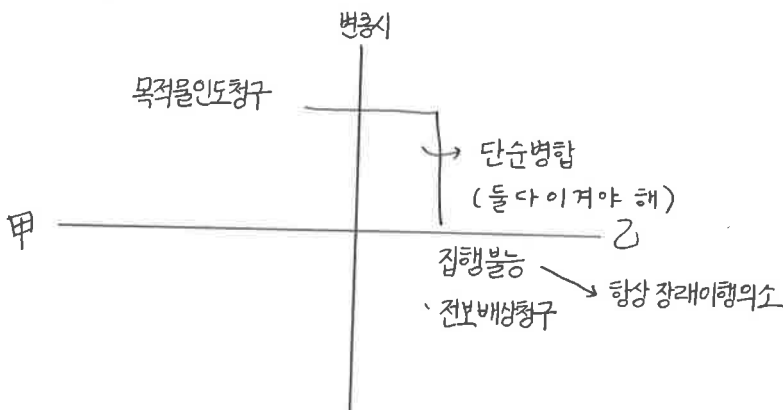 변종시
목적물인도청구
단순병합
(둘다이겨야 해)
甲
乙
집행불능
전보배상청구
항상 장래이행의소